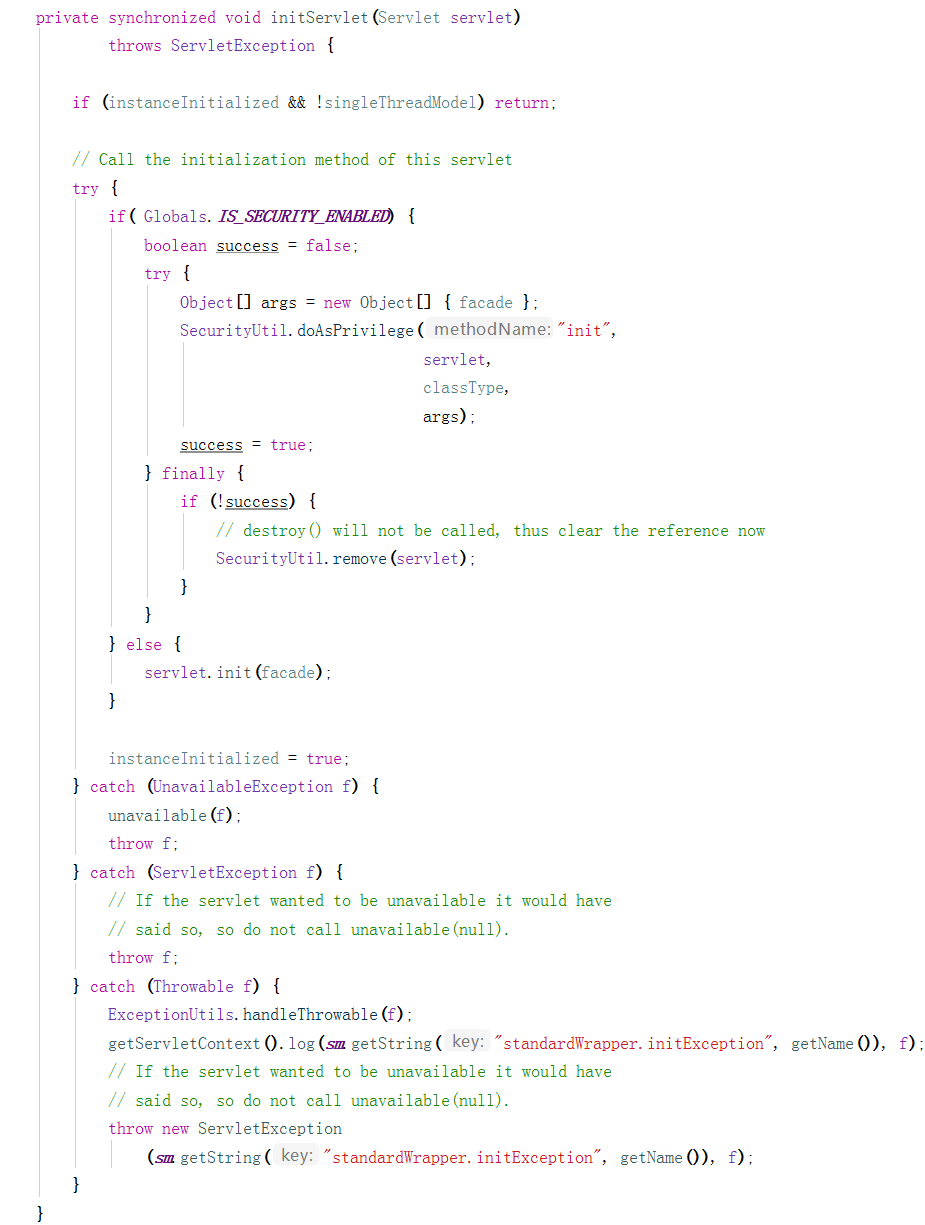 private synchronized void initServlet(Servlet servlet)
        throws ServletException {

    if (instanceInitialized && !singleThreadModel) return;

    // Call the initialization method of this servlet
    try {
        if( Globals.IS_SECURITY_ENABLED) {
            boolean success = false;
            try {
                Object[] args = new Object[] { facade };
                SecurityUtil.doAsPrivilege( methodName: "init",
                                           servlet,
                                           classType,
                                           args);
                success = true;
            } finally {
                if (!success) {
                    // destroy() will not be called, thus clear the reference now
                    SecurityUtil.remove(servlet);
                }
            }
        } else {
            servlet.init(facade);
        }

        instanceInitialized = true;
    } catch (UnavailableException f) {
        unavailable(f);
        throw f;
    } catch (ServletException f) {
        // If the servlet wanted to be unavailable it would have
        // said so, so do not call unavailable(null).
        throw f;
    } catch (Throwable f) {
        ExceptionUtils.handleThrowable(f);
        getServletContext().log(sm.getString( key: "standardWrapper.initException", getName()), f);
        // If the servlet wanted to be unavailable it would have
        // said so, so do not call unavailable(null).
        throw new ServletException
            (sm.getString( key: "standardWrapper.initException", getName()), f);
    }
}